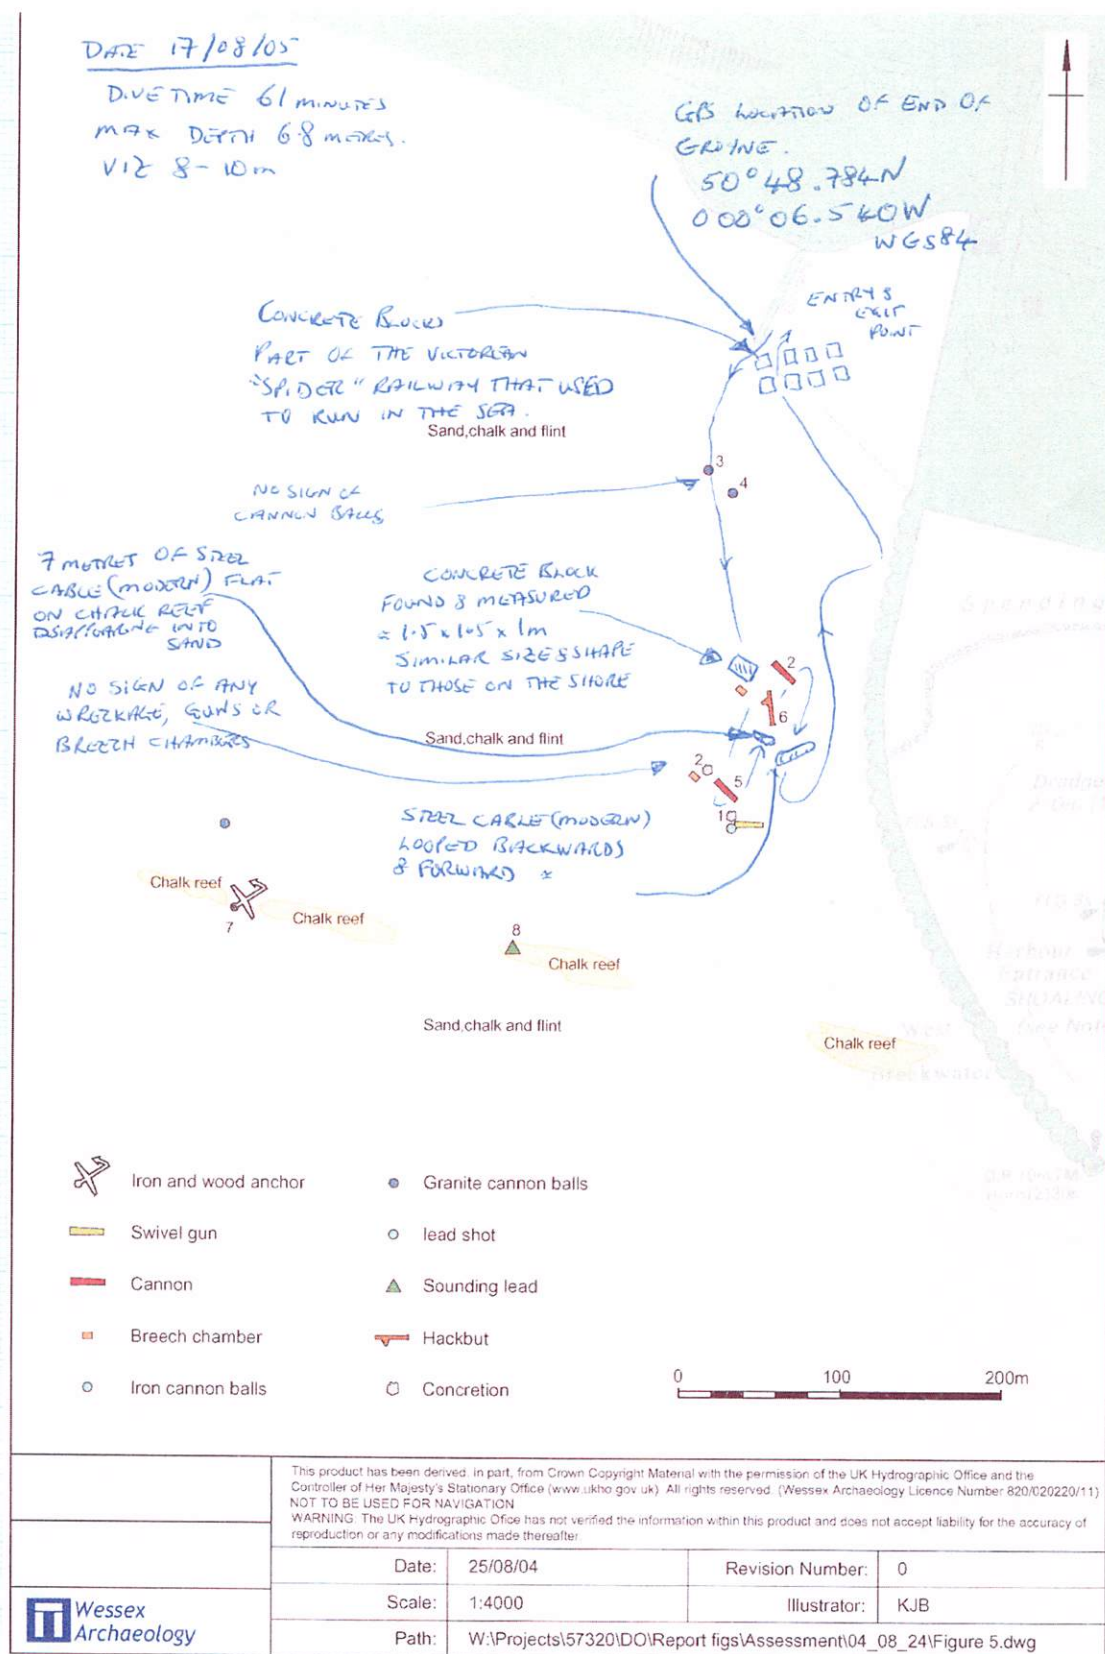 DATE 17/08/05
DIVE TIME 61 MINUTES
MAX DEPTH 6.8 METRES.
VIZ 8-10m
GPS LOCATION OF END OF
GROYNE.
50°48.784N
000°06.540W
WGS84
ENTRY &
EXIT
POINT
CONCRETE BLOCKS
PART OF THE VICTORIAN
"SPIDER" RAILWAY THAT USED
TO RUN IN THE SEA.
Sand,chalk and flint
3
4
NO SIGN OF
CANNON BALLS
7 METRES OF STEEL
CABLE (MODERN) FLAT
ON CHALK REEF
DISAPPEARING INTO
SAND
CONCRETE BLOCK
FOUND & MEASURED
≈ 1.5 x 1.5 x 1m
SIMILAR SIZE & SHAPE
TO THOSE ON THE SHORE
2
6
NO SIGN OF ANY
WRECKAGE, GUNS OR
BREECH CHAMBERS
Sand,chalk and flint
2
5
1
STEEL CABLE (MODERN)
LOOPED BACKWARDS
& FORWARD
Spending
Harbour
Entrance
West
Breakwater
Chalk reef
7
Chalk reef
8
Chalk reef
Sand,chalk and flint
Chalk reef
Iron and wood anchor
Granite cannon balls
Swivel gun
lead shot
Cannon
Sounding lead
Breech chamber
Hackbut
Iron cannon balls
Concretion
0 100 200m
This product has been derived, in part, from Crown Copyright Material with the permission of the UK Hydrographic Office and the
Controller of Her Majesty's Stationary Office (www.ukho.gov.uk). All rights reserved. (Wessex Archaeology Licence Number 820/020220/11)
NOT TO BE USED FOR NAVIGATION
WARNING: The UK Hydrographic Ofice has not verified the information within this product and does not accept liability for the accuracy of
reproduction or any modifications made thereafter.
Date: 25/08/04 Revision Number: 0
Scale: 1:4000 Illustrator: KJB
Path: W:\Projects\57320\DO\Report figs\Assessment\04_08_24\Figure 5.dwg
Wessex
Archaeology